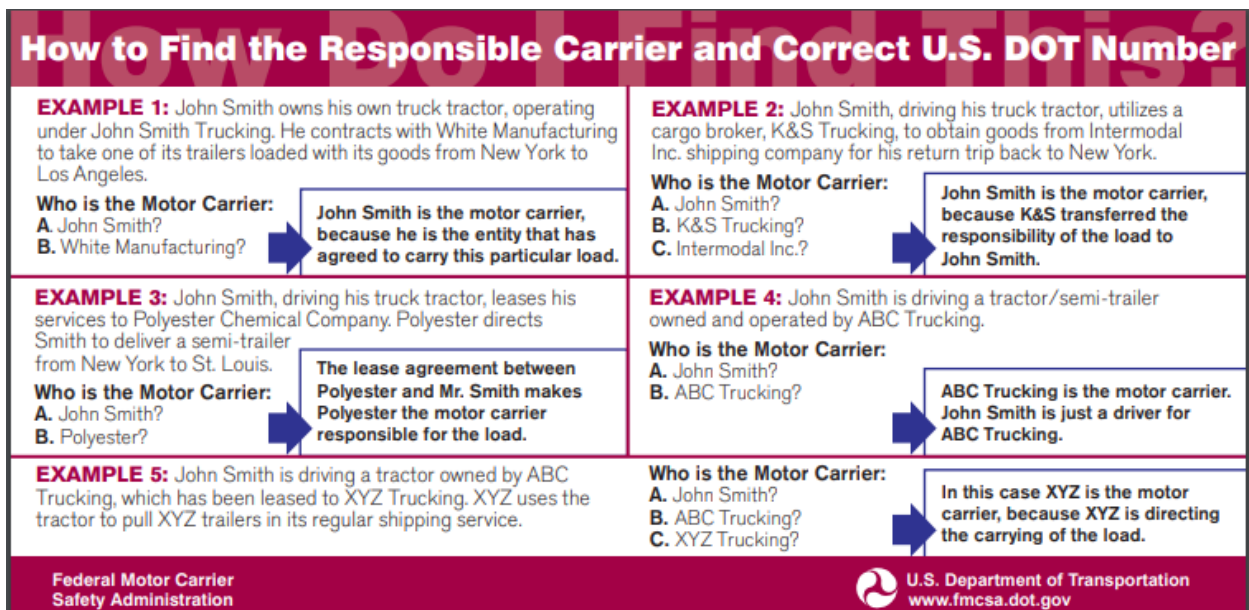 How Do I Find This?
How to Find the Responsible Carrier and Correct U.S. DOT Number
EXAMPLE 1: John Smith owns his own truck tractor, operating
under John Smith Trucking. He contracts with White Manufacturing
to take one of its trailers loaded with its goods from New York to
Los Angeles.
Who is the Motor Carrier:
A. John Smith?
B. White Manufacturing?
John Smith is the motor carrier,
because he is the entity that has
agreed to carry this particular load.
EXAMPLE 2: John Smith, driving his truck tractor, utilizes a
cargo broker, K&S Trucking, to obtain goods from Intermodal
Inc. shipping company for his return trip back to New York.
Who is the Motor Carrier:
A. John Smith?
B. K&S Trucking?
C. Intermodal Inc.?
John Smith is the motor carrier,
because K&S transferred the
responsibility of the load to
John Smith.
EXAMPLE 3: John Smith, driving his truck tractor, leases his
services to Polyester Chemical Company. Polyester directs
Smith to deliver a semi-trailer
from New York to St. Louis.
Who is the Motor Carrier:
A. John Smith?
B. Polyester?
The lease agreement between
Polyester and Mr. Smith makes
Polyester the motor carrier
responsible for the load.
EXAMPLE 4: John Smith is driving a tractor/semi-trailer
owned and operated by ABC Trucking.
Who is the Motor Carrier:
A. John Smith?
B. ABC Trucking?
ABC Trucking is the motor carrier.
John Smith is just a driver for
ABC Trucking.
EXAMPLE 5: John Smith is driving a tractor owned by ABC
Trucking, which has been leased to XYZ Trucking. XYZ uses the
tractor to pull XYZ trailers in its regular shipping service.
Who is the Motor Carrier:
A. John Smith?
B. ABC Trucking?
C. XYZ Trucking?
In this case XYZ is the motor
carrier, because XYZ is directing
the carrying of the load.
Federal Motor Carrier
Safety Administration
U.S. Department of Transportation
www.fmcsa.dot.gov